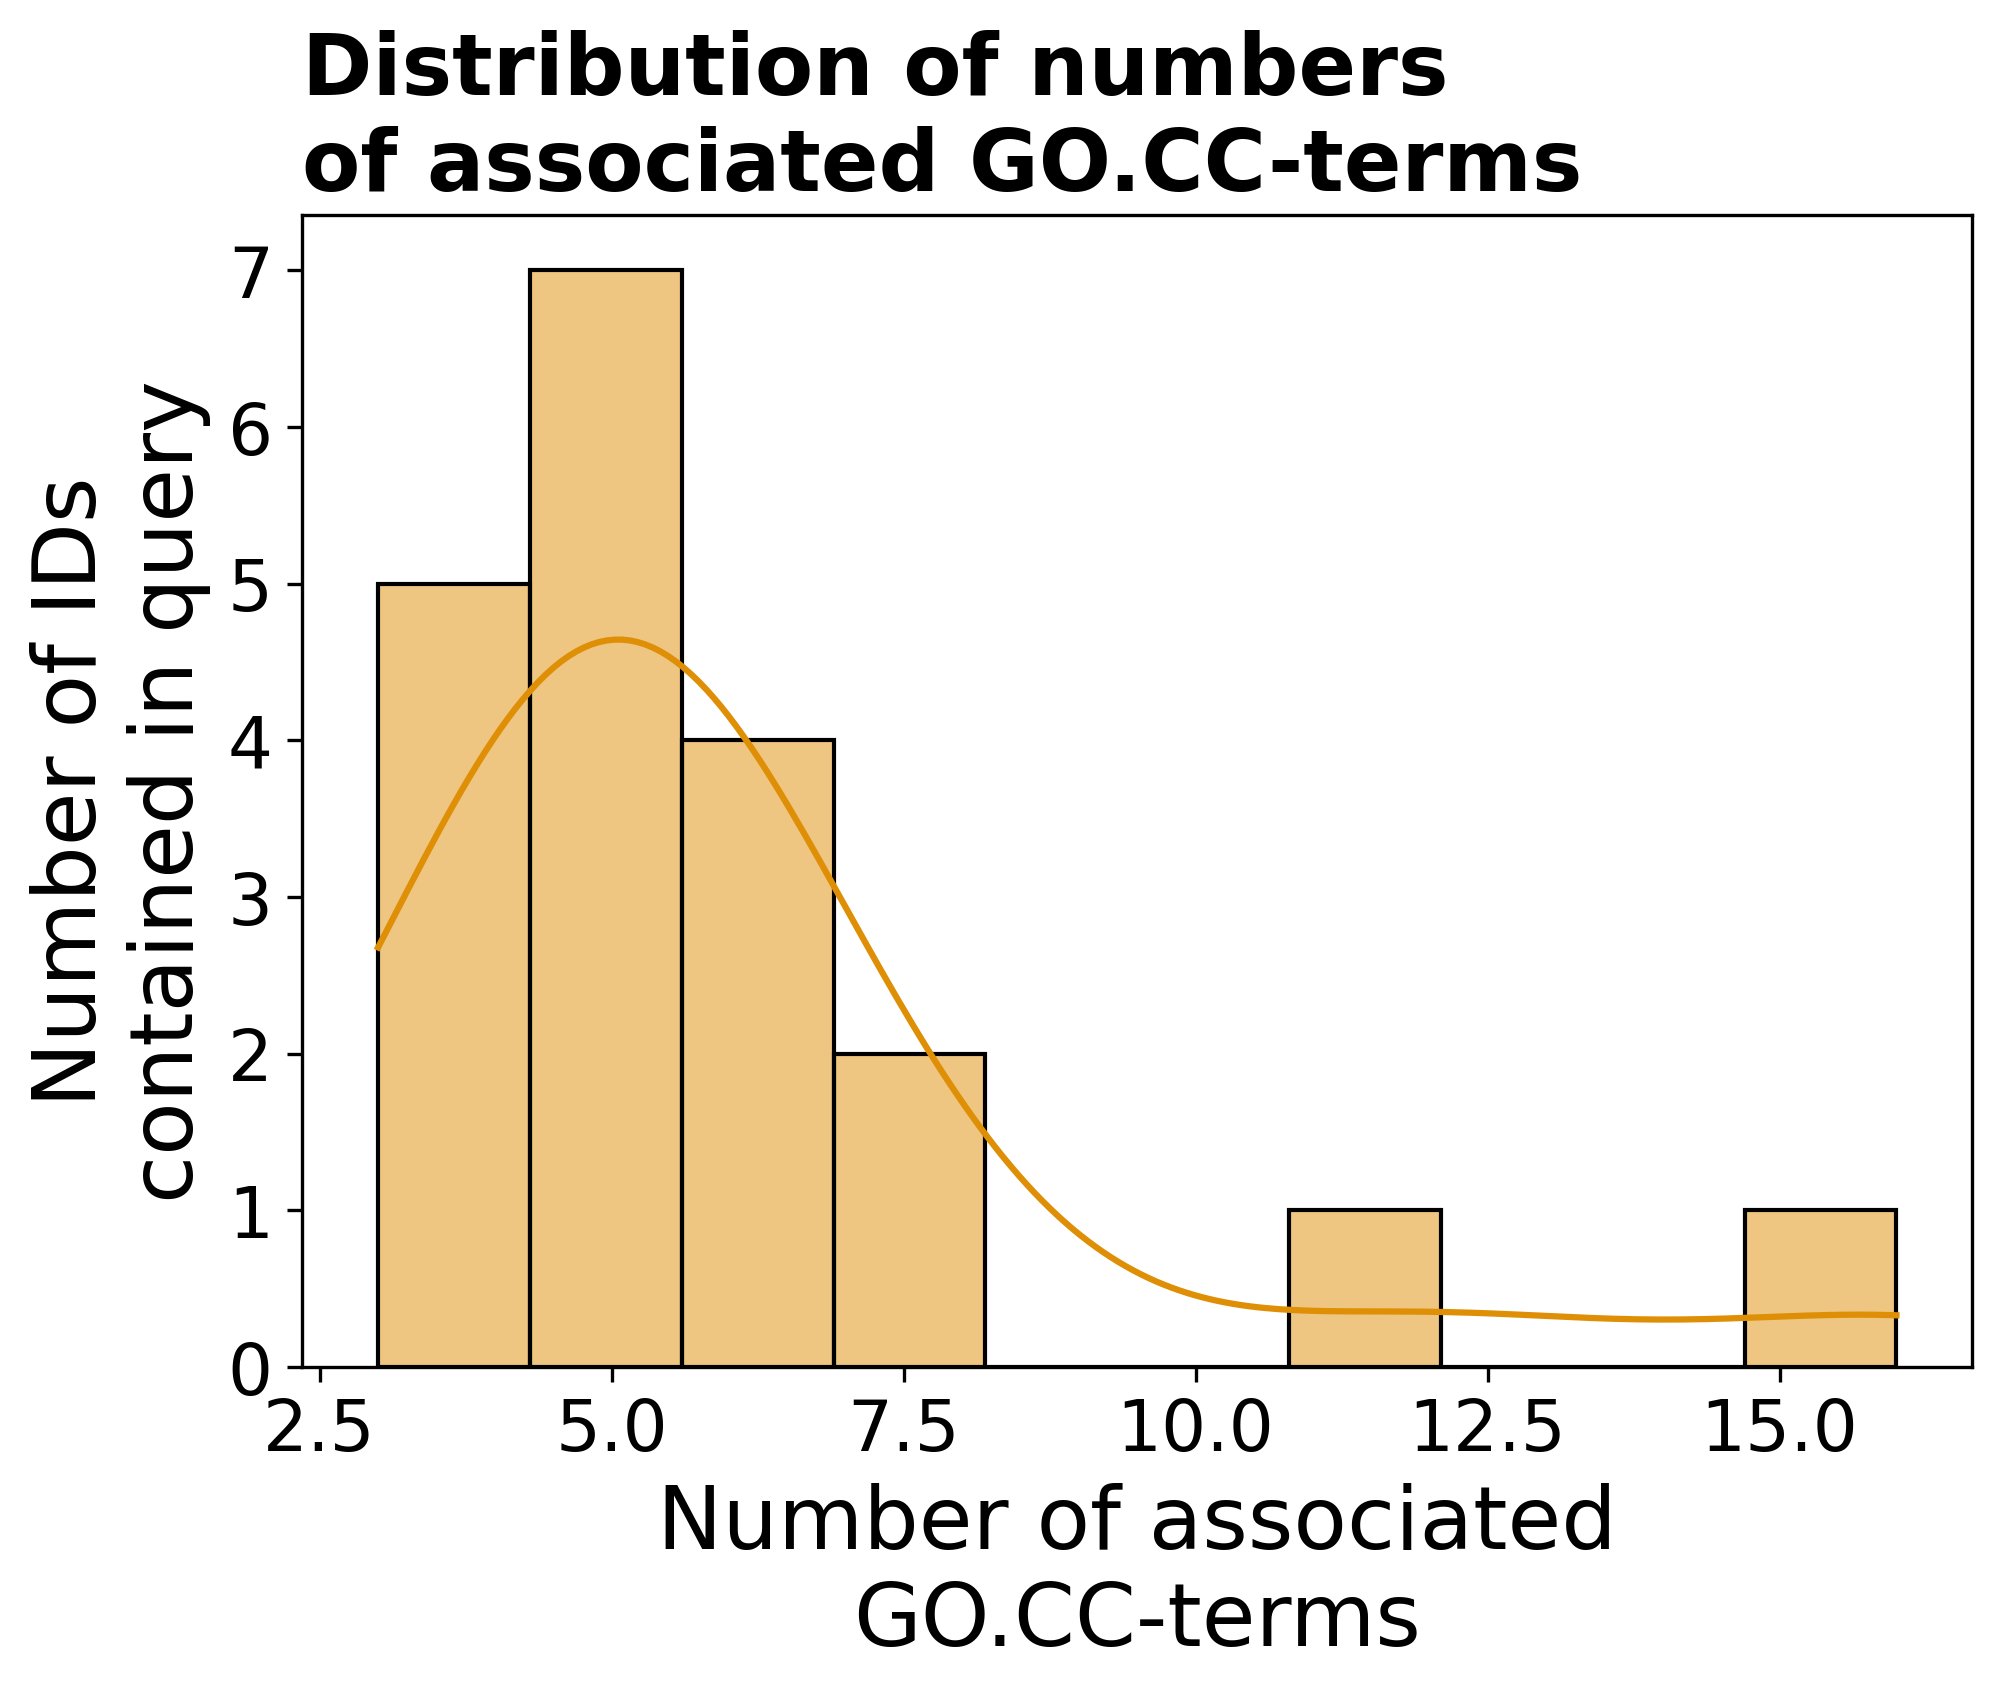 Distribution of numbers
of associated GO.CC-terms
Number of IDs
contained in query
7
6
5
4
3
2
1
0
2.5 5.0 7.5 10.0 12.5 15.0
Number of associated
GO.CC-terms